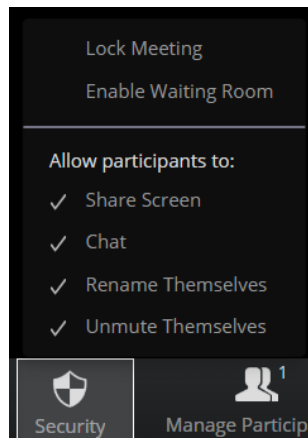 Lock Meeting
Enable Waiting Room
Allow participants to:
Share Screen
Chat
Rename Themselves
Unmute Themselves
1
Security Manage Particip